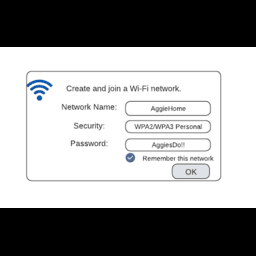 Create and join a Wi-Fi network.
Network Name: AggieHome
Security: WPA2/WPA3 Personal
Password: AggiesDo!!
Remember this network
OK